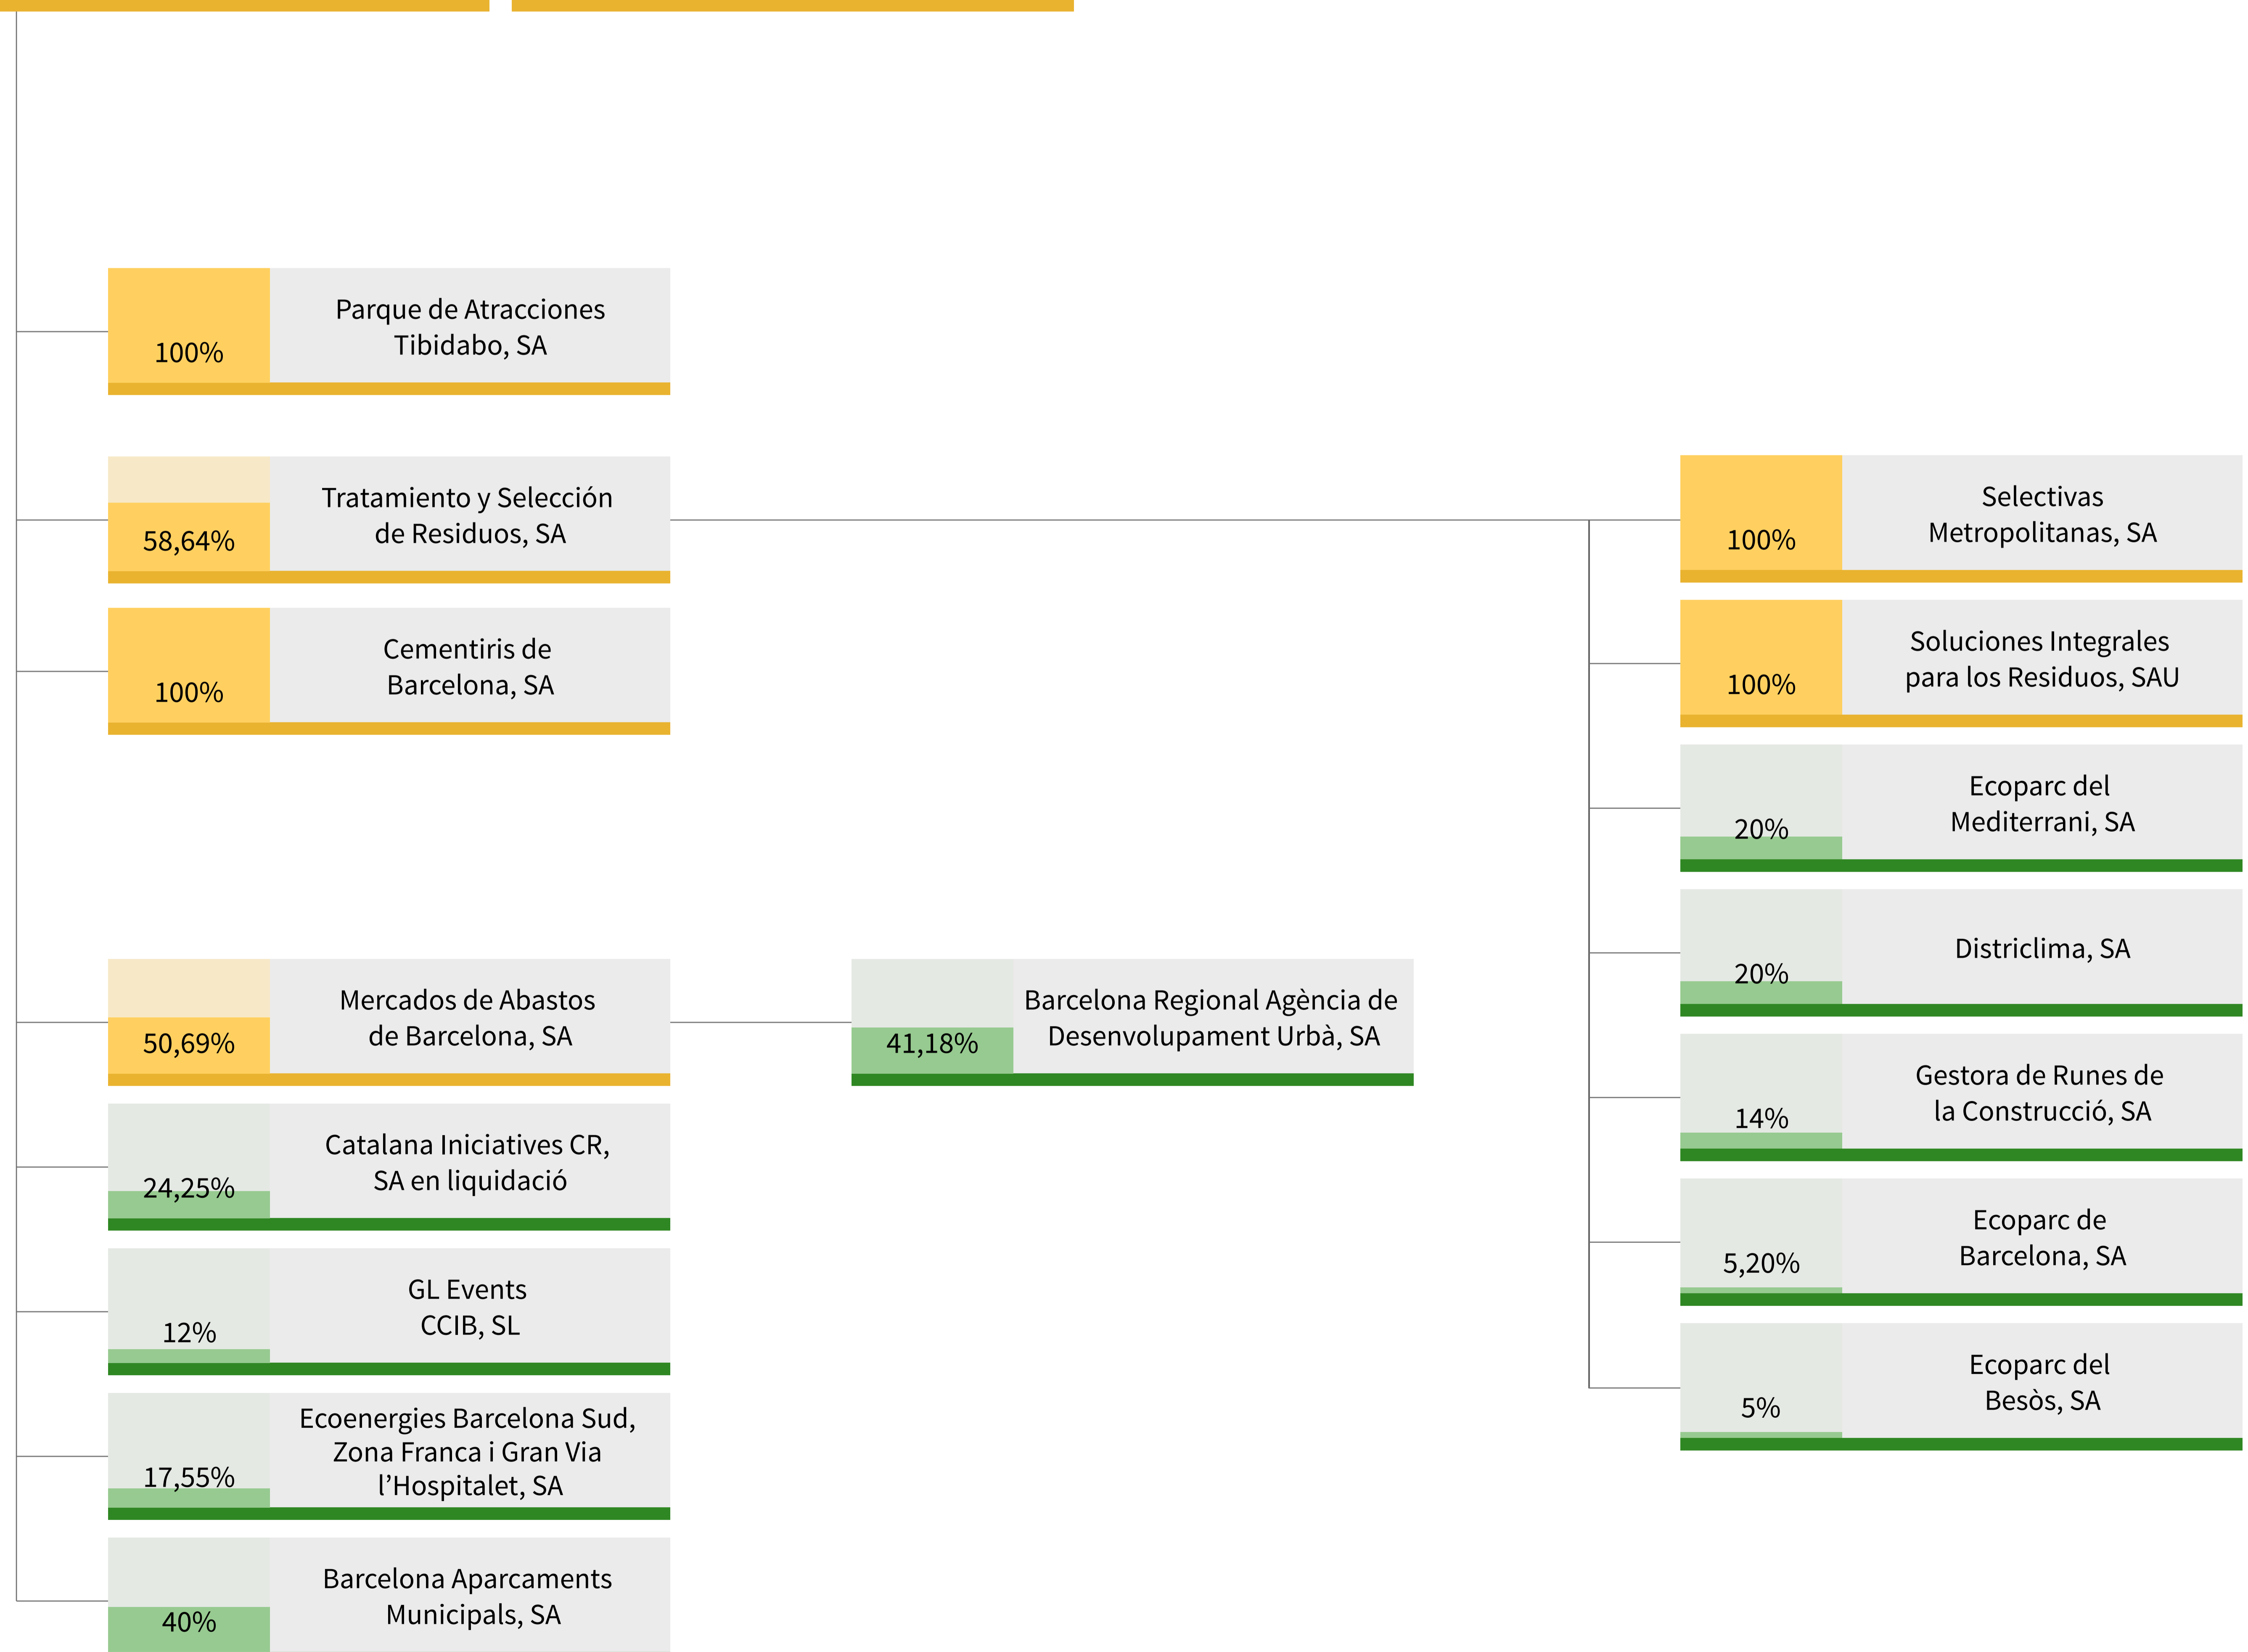 100%
Parque de Atracciones
Tibidabo, SA
58,64%
Tratamiento y Selección
de Residuos, SA
100%
Cementiris de
Barcelona, SA
50,69%
Mercados de Abastos
de Barcelona, SA
24,25%
Catalana Iniciatives CR,
SA en liquidació
12%
GL Events
CCIB, SL
17,55%
Ecoenergies Barcelona Sud,
Zona Franca i Gran Via
l’Hospitalet, SA
40%
Barcelona Aparcaments
Municipals, SA
41,18%
Barcelona Regional Agència de
Desenvolupament Urbà, SA
100%
Selectivas
Metropolitanas, SA
100%
Soluciones Integrales
para los Residuos, SAU
20%
Ecoparc del
Mediterrani, SA
20%
Districlima, SA
14%
Gestora de Runes de
la Construcció, SA
5,20%
Ecoparc de
Barcelona, SA
5%
Ecoparc del
Besòs, SA